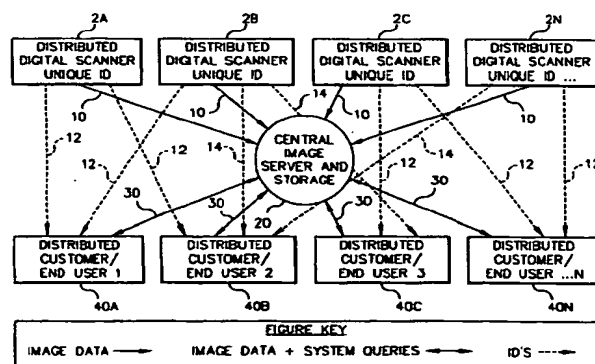 2A 2B 2C 2N
DISTRIBUTED DIGITAL SCANNER UNIQUE ID
DISTRIBUTED DIGITAL SCANNER UNIQUE ID
DISTRIBUTED DIGITAL SCANNER UNIQUE ID
DISTRIBUTED DIGITAL SCANNER UNIQUE ID ...
10 10 14 10 10
12 12 12 14 12 14 12 12
CENTRAL
IMAGE
SERVER AND
STORAGE
30 30 20 30 30
DISTRIBUTED CUSTOMER/ END USER 1
DISTRIBUTED CUSTOMER/ END USER 2
DISTRIBUTED CUSTOMER/ END USER 3
DISTRIBUTED CUSTOMER/ END USER ...N
40A 40B 40C 40N
FIGURE KEY
IMAGE DATA IMAGE DATA + SYSTEM QUERIES ID'S